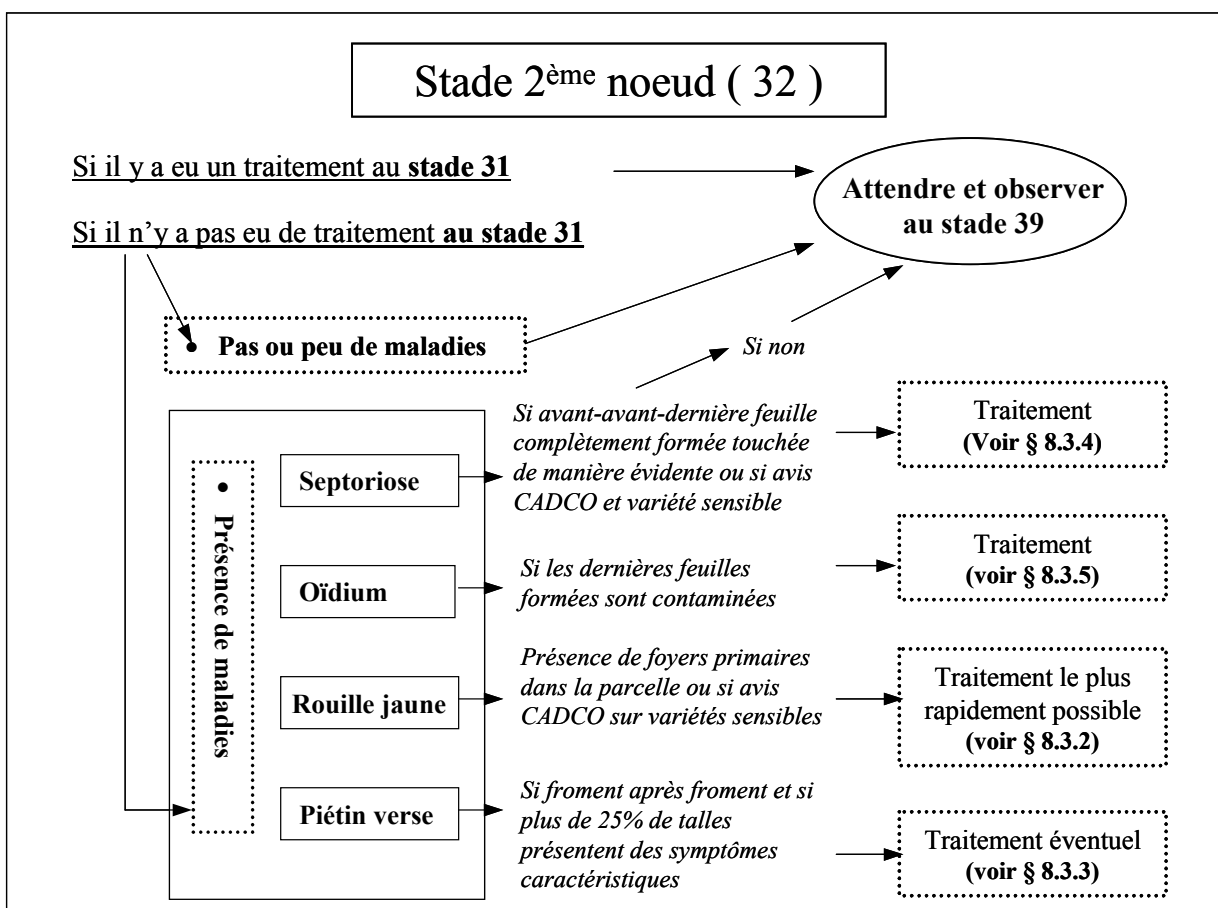 Stade 2ème noeud ( 32 )
Si il y a eu un traitement au stade 31
Attendre et observer
au stade 39
Si il n'y a pas eu de traitement au stade 31
• Pas ou peu de maladies
Si non
• Présence de maladies
Septoriose
Si avant-avant-dernière feuille
complètement formée touchée
de manière évidente ou si avis
CADCO et variété sensible
Traitement
(Voir § 8.3.4)
Oïdium
Si les dernières feuilles
formées sont contaminées
Traitement
(voir § 8.3.5)
Rouille jaune
Présence de foyers primaires
dans la parcelle ou si avis
CADCO sur variétés sensibles
Traitement le plus
rapidement possible
(voir § 8.3.2)
Piétin verse
Si froment après froment et si
plus de 25% de talles
présentent des symptômes
caractéristiques
Traitement éventuel
(voir § 8.3.3)